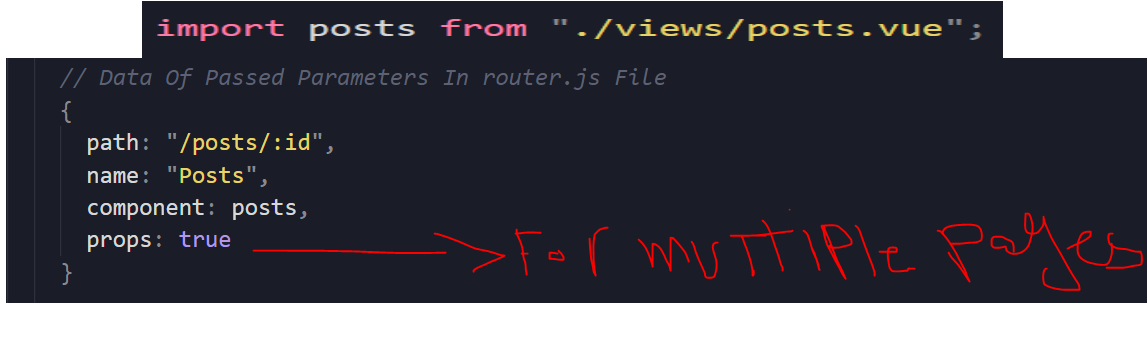 import posts from "./views/posts.vue";
// Data Of Passed Parameters In router.js File
{
path: "/posts/:id",
name: "Posts",
component: posts,
props: true
For mulTIPle Pages
}